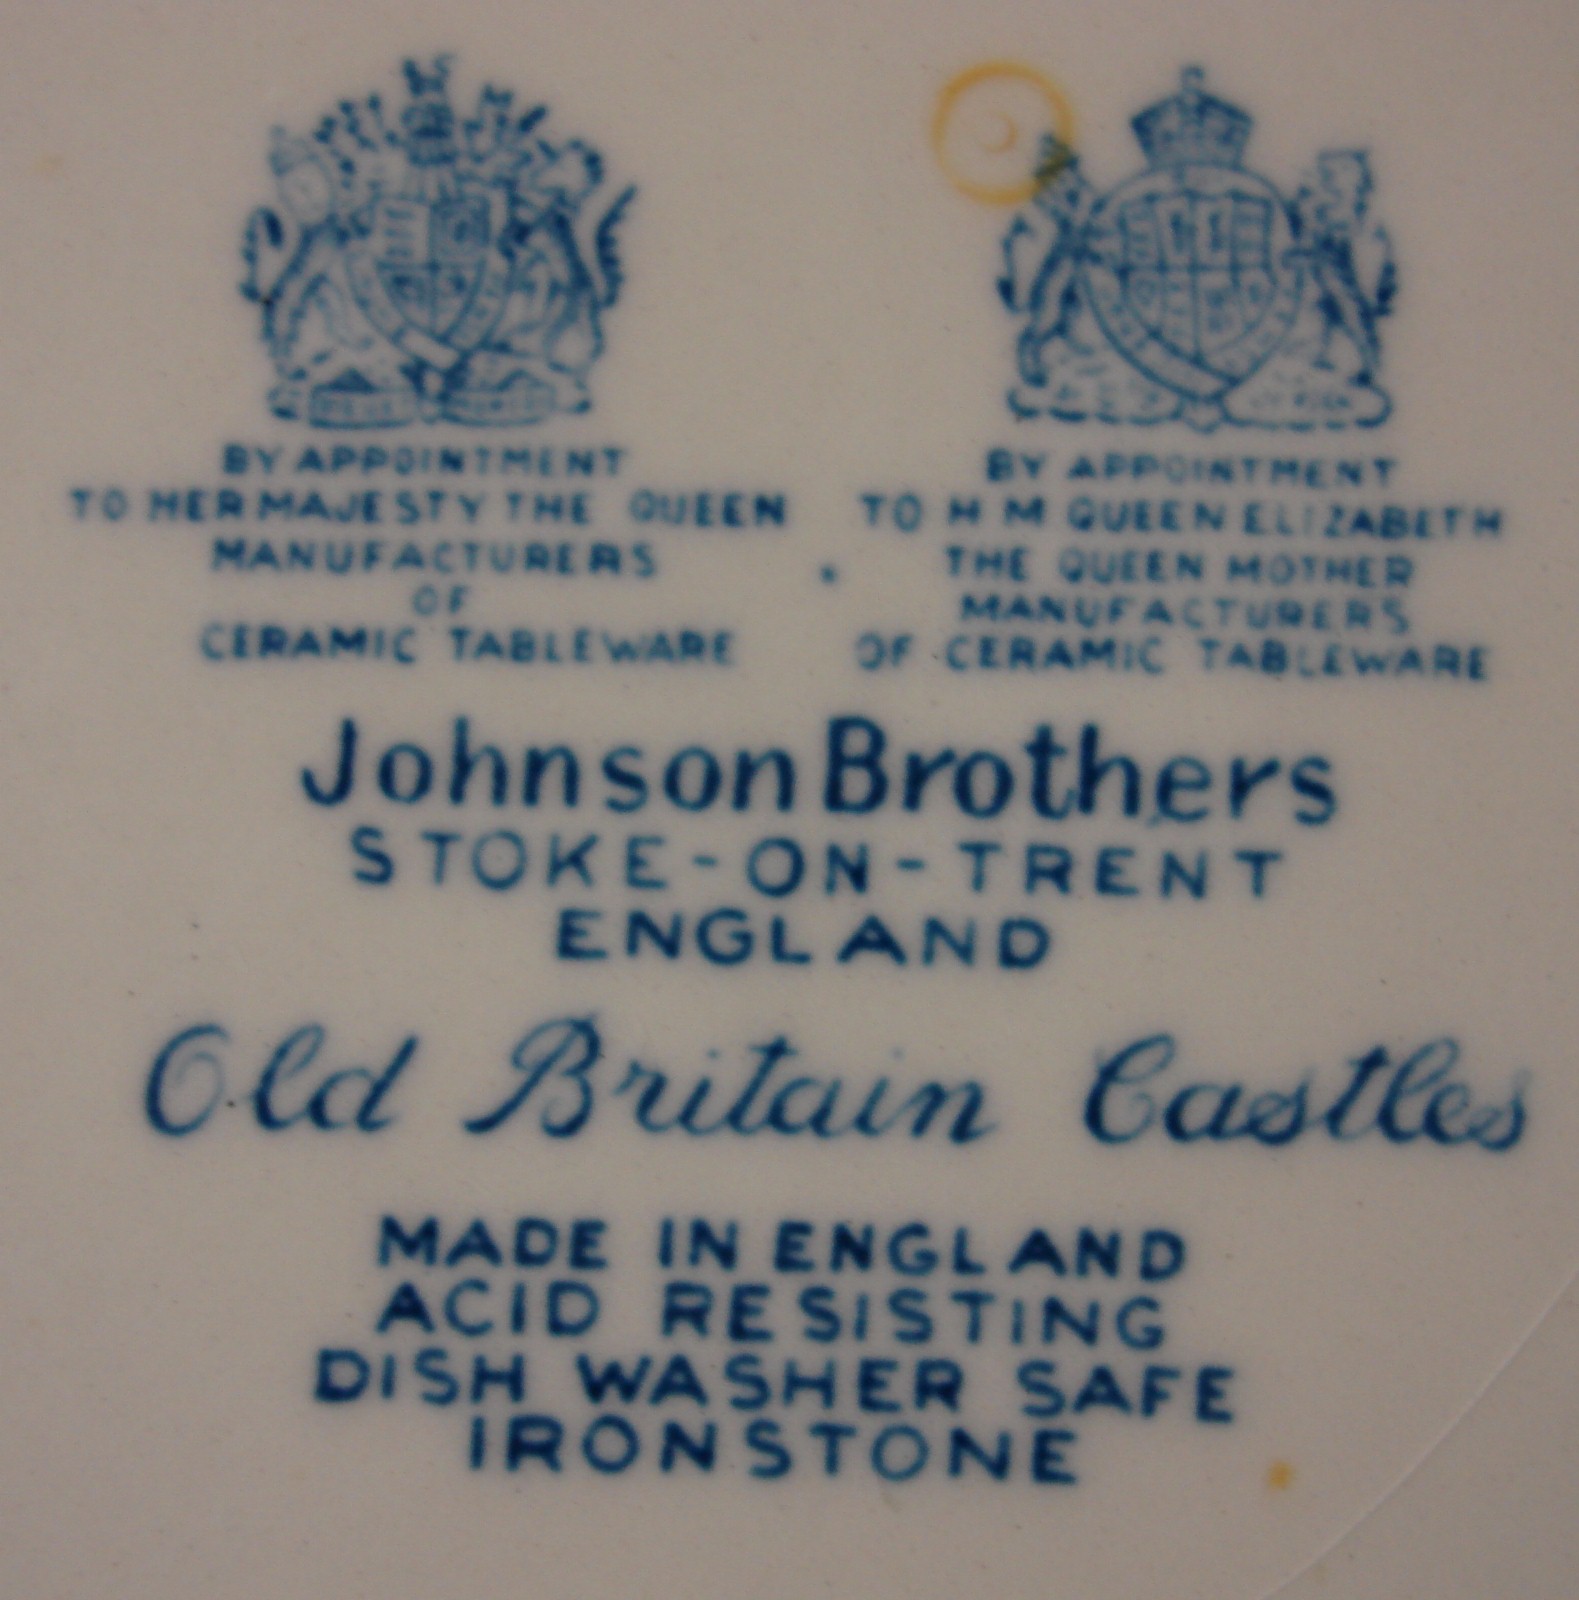 BY APPOINTMENT
TO HER MAJESTY THE QUEEN
MANUFACTURERS
OF
CERAMIC TABLEWARE
BY APPOINTMENT
TO H M QUEEN ELIZABETH
THE QUEEN MOTHER
MANUFACTURERS
OF CERAMIC TABLEWARE
Johnson Brothers
STOKE-ON-TRENT
ENGLAND
Old Britain Castles
MADE IN ENGLAND
ACID RESISTING
DISH WASHER SAFE
IRONSTONE